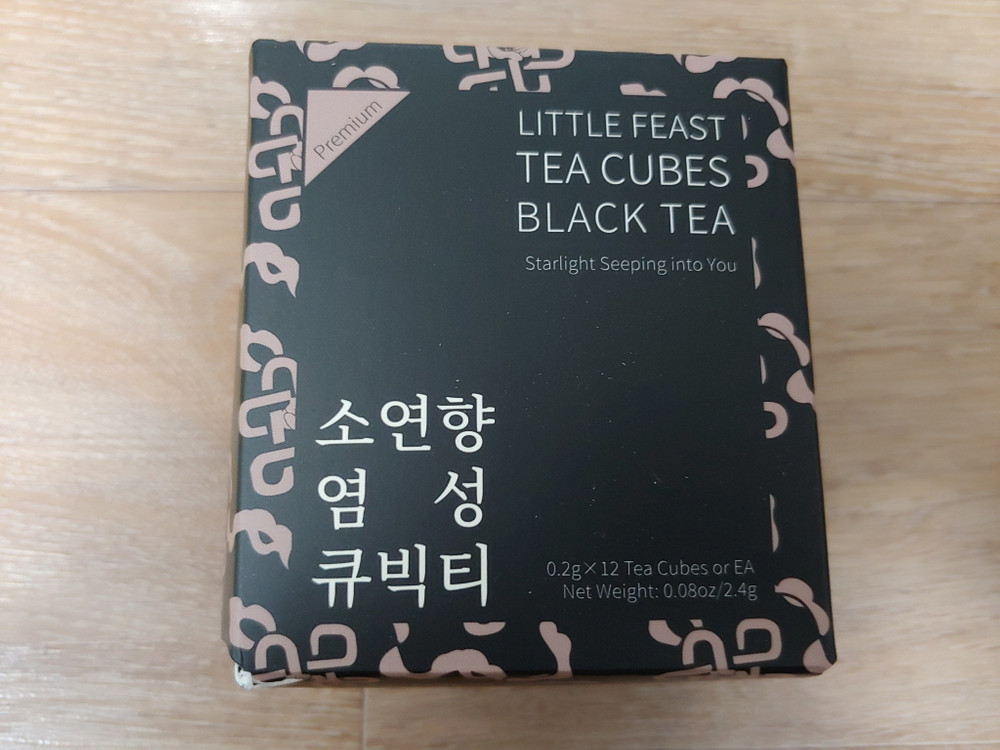 Premium
LITTLE FEAST
TEA CUBES
BLACK TEA
Starlight Seeping into You
소연향
염 성
큐빅티
0.2g×12 Tea Cubes or EA
Net Weight: 0.08oz/2.4g